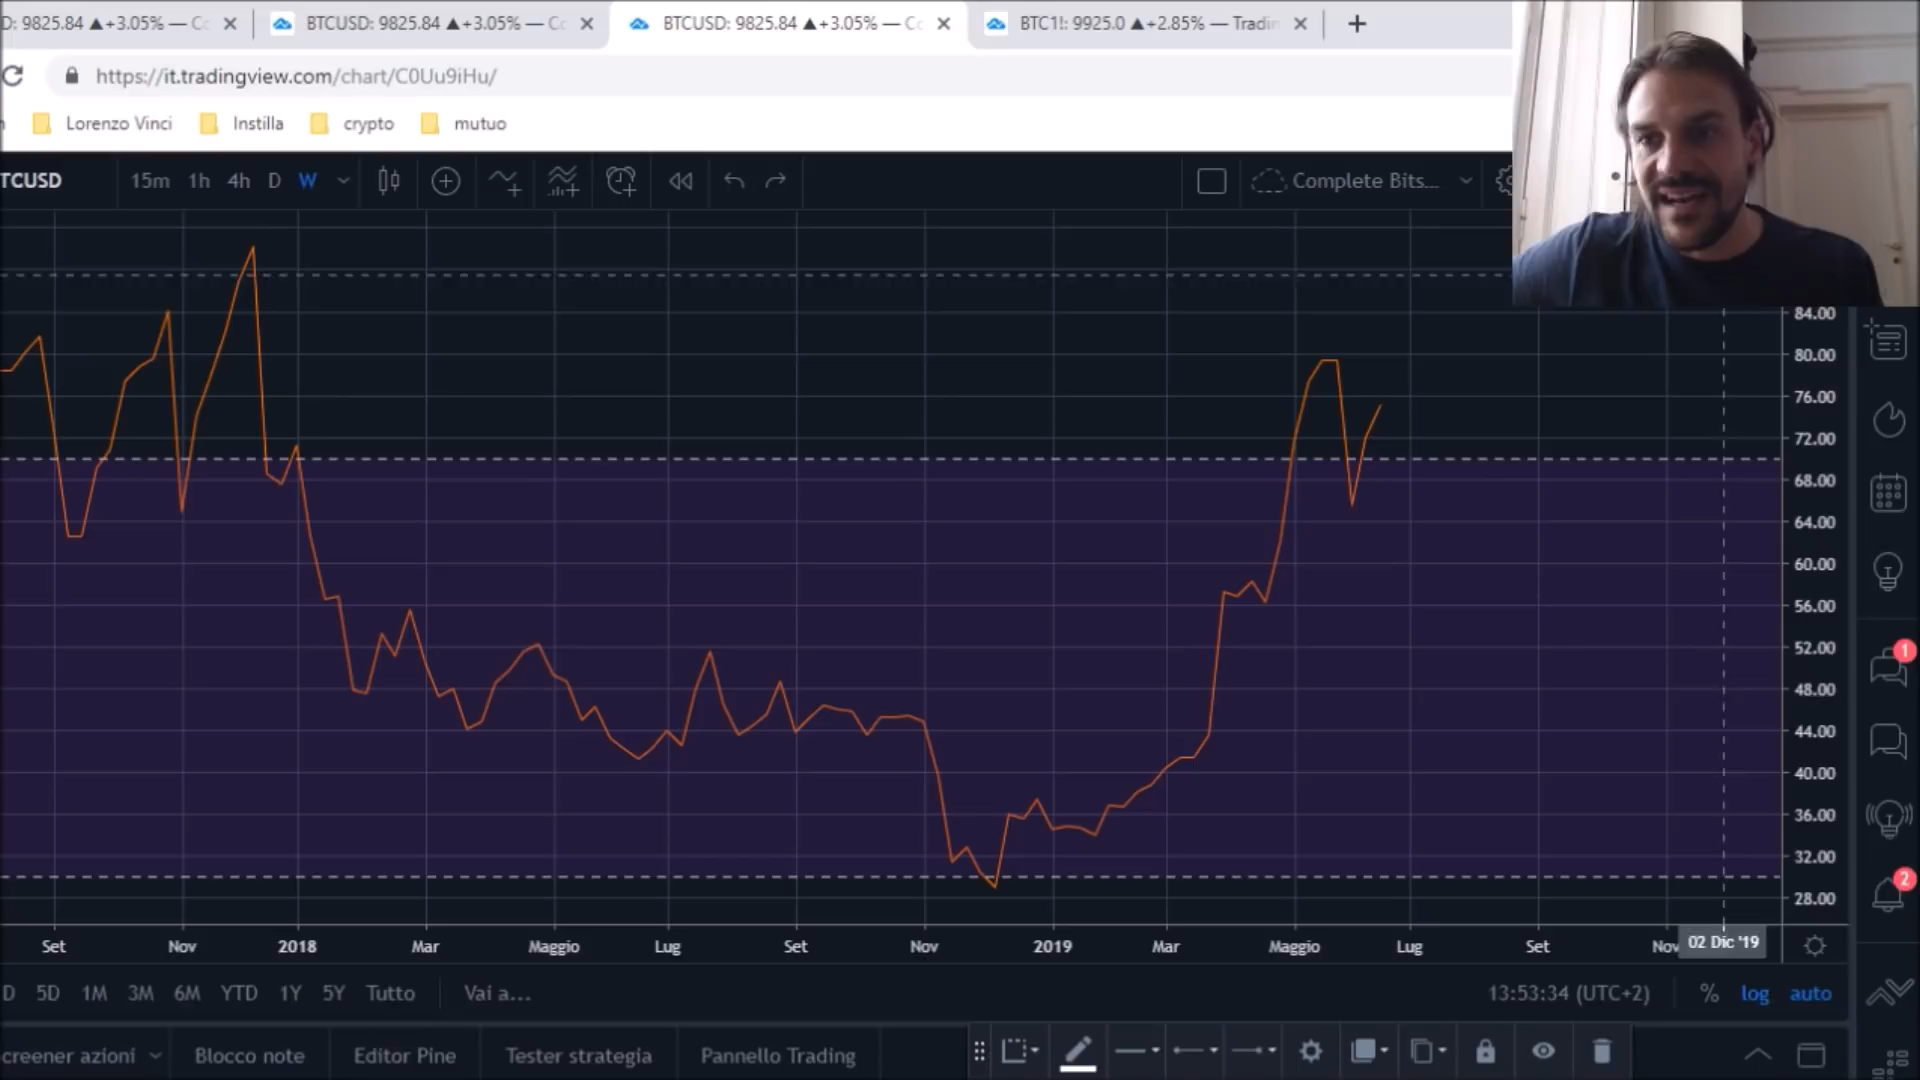 D: 9825.84 ▲+3.05% — Co
BTCUSD: 9825.84 ▲+3.05% — Co
BTCUSD: 9825.84 ▲+3.05% — Co
BTC1!: 9925.0 ▲+2.85% — Tradin
https://it.tradingview.com/chart/C0Uu9iHu/
Lorenzo Vinci
Instilla
crypto
mutuo
TCUSD
15m 1h 4h D W
Complete Bits...
84.00
80.00
76.00
72.00
68.00
64.00
60.00
56.00
52.00
48.00
44.00
40.00
36.00
32.00
28.00
1
2
Set Nov 2018 Mar Maggio Lug Set Nov 2019 Mar Maggio Lug Set Nov 02 Dic '19
D 5D 1M 3M 6M YTD 1Y 5Y Tutto Vai a... 13:53:34 (UTC+2) % log auto
creener azioni Blocco note Editor Pine Tester strategia Pannello Trading